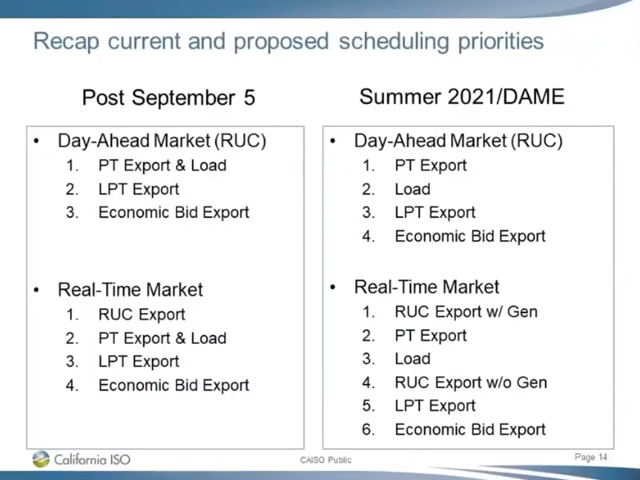 Recap current and proposed scheduling priorities
Post September 5
• Day-Ahead Market (RUC)
1. PT Export & Load
2. LPT Export
3. Economic Bid Export
• Real-Time Market
1. RUC Export
2. PT Export & Load
3. LPT Export
4. Economic Bid Export
Summer 2021/DAME
• Day-Ahead Market (RUC)
1. PT Export
2. Load
3. LPT Export
4. Economic Bid Export
• Real-Time Market
1. RUC Export w/ Gen
2. PT Export
3. Load
4. RUC Export w/o Gen
5. LPT Export
6. Economic Bid Export
California ISO
CAISO Public
Page 14